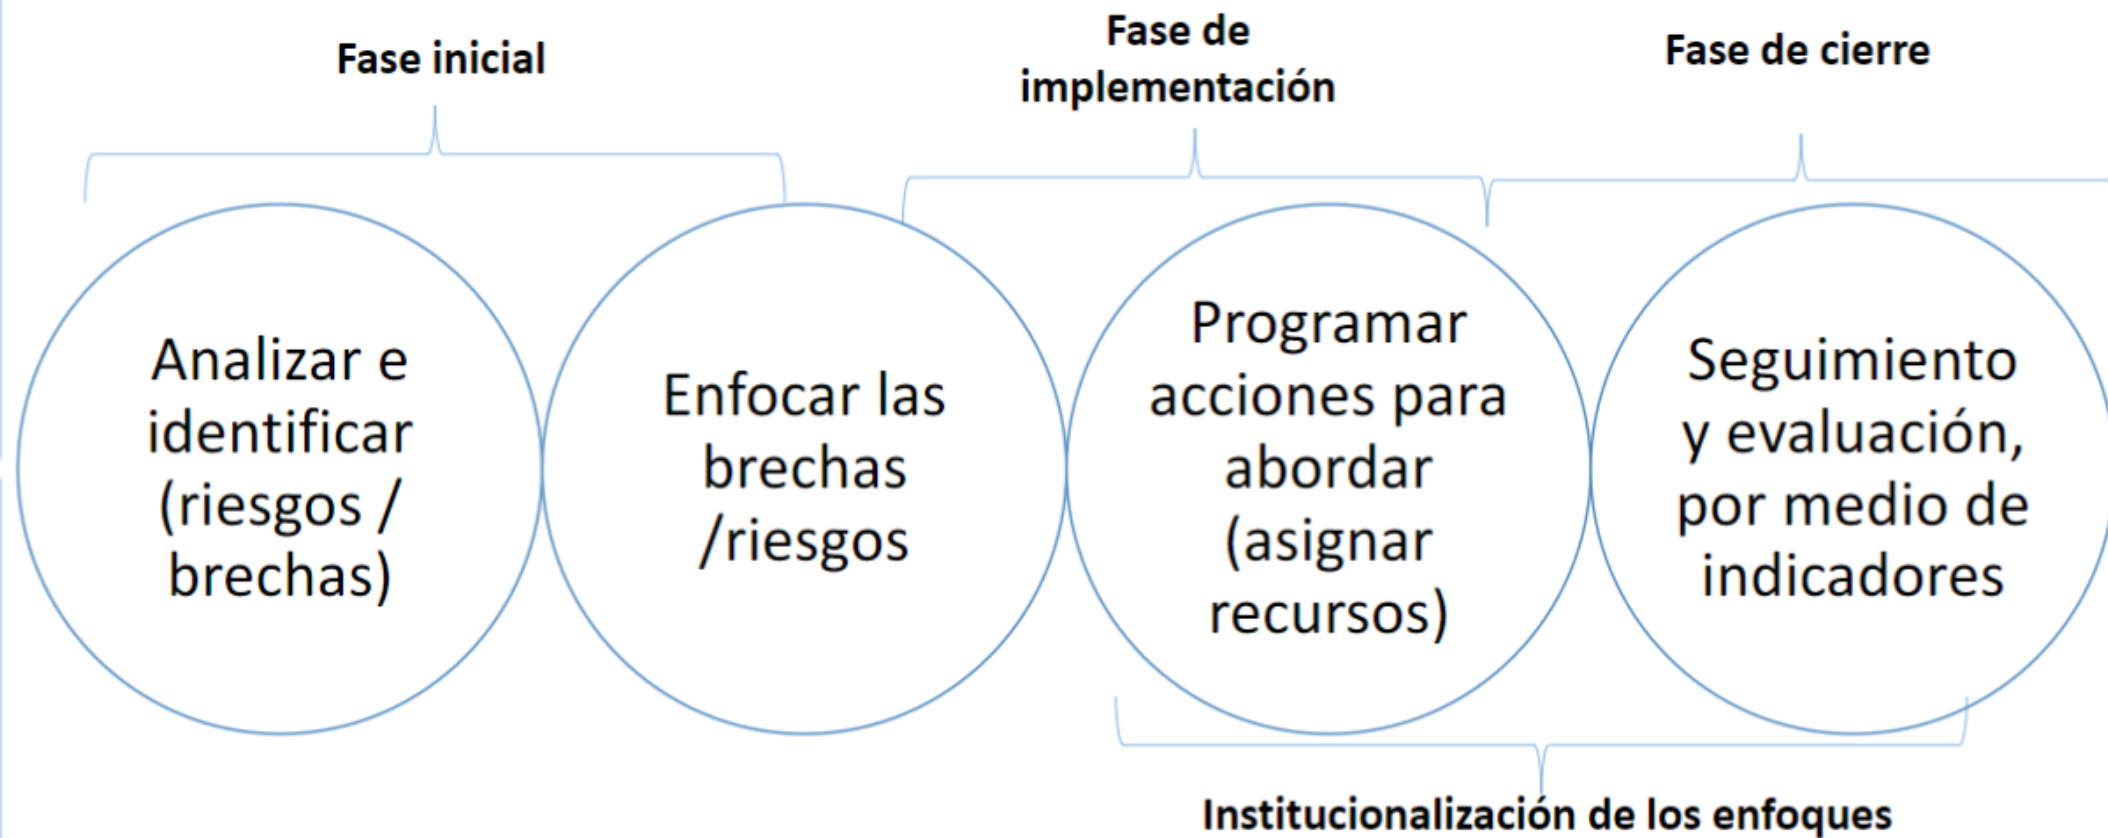 Fase inicial
Fase de
implementación
Fase de cierre
Analizar e
identificar
(riesgos /
brechas)
Enfocar las
brechas
/riesgos
Programar
acciones para
abordar
(asignar
recursos)
Seguimiento
y evaluación,
por medio de
indicadores
Institucionalización de los enfoques